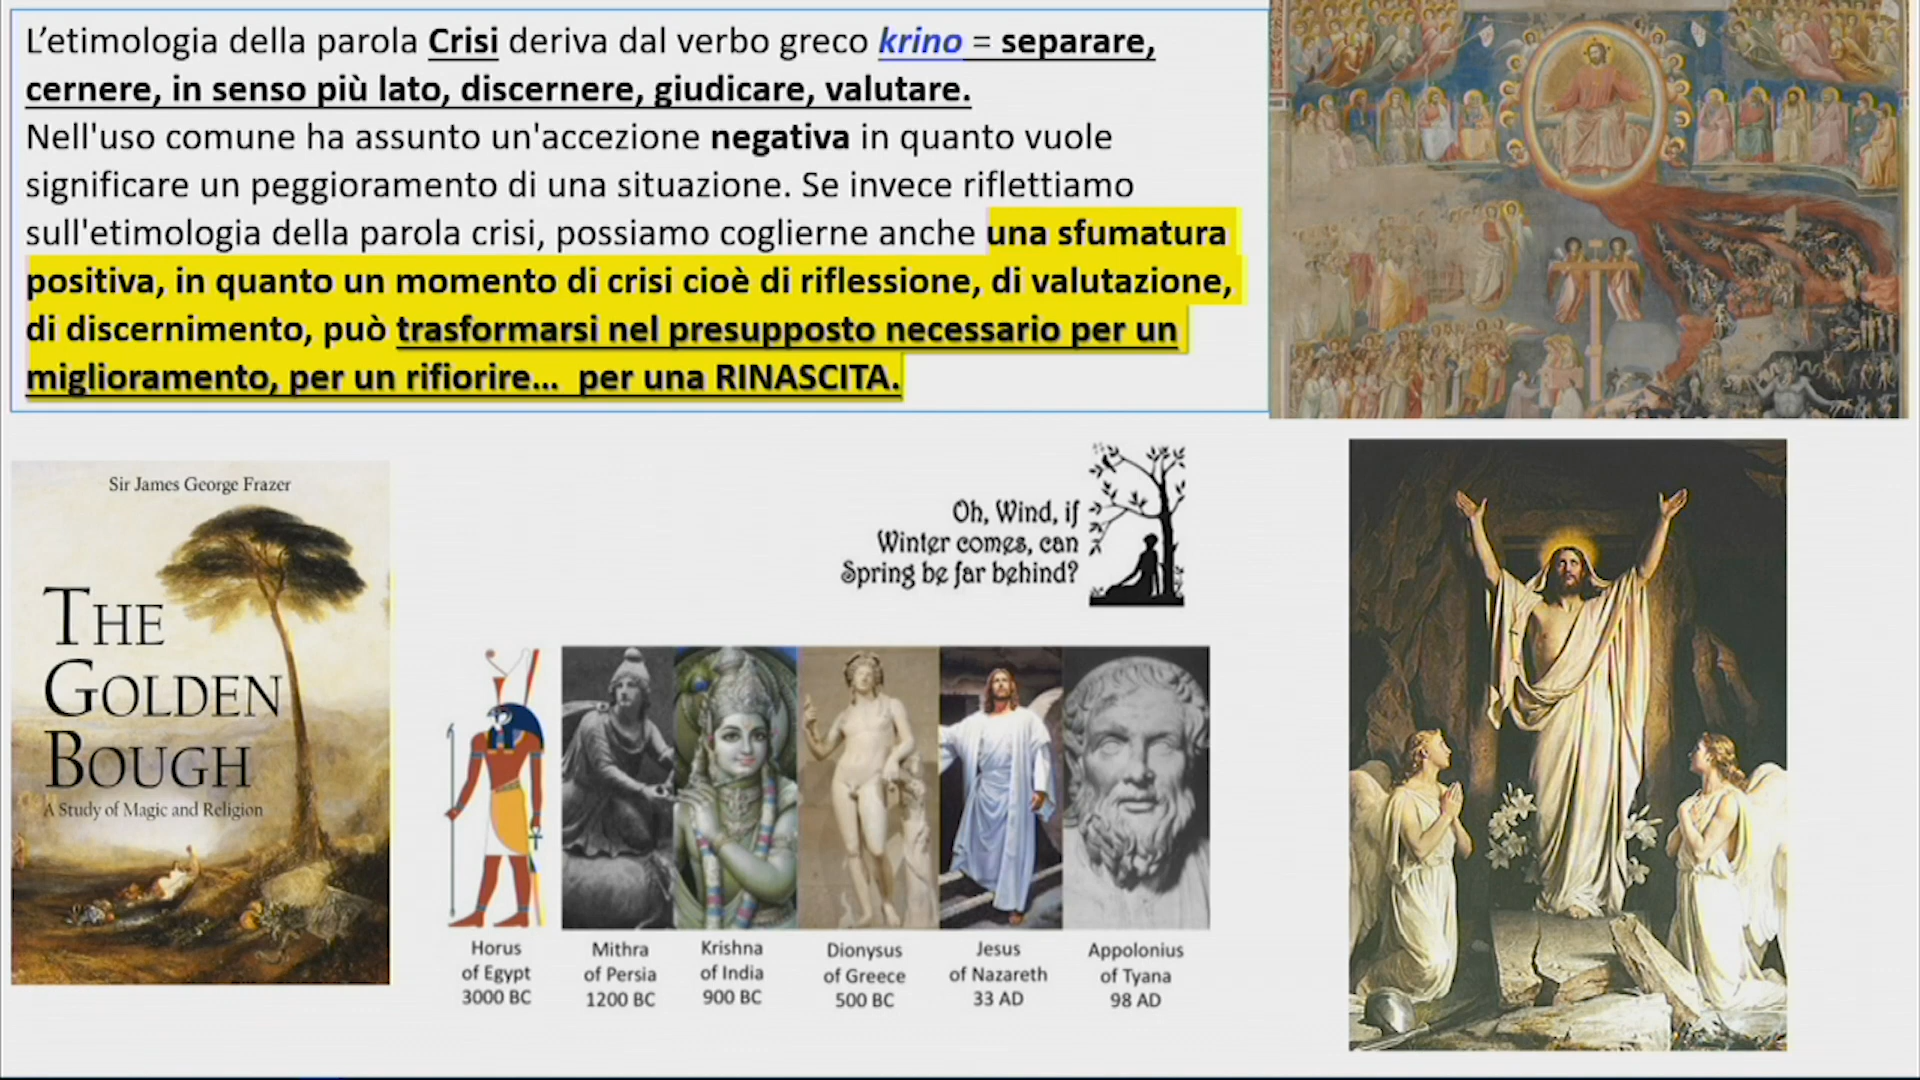 L'etimologia della parola Crisi deriva dal verbo greco krino = separare,
cernere, in senso più lato, discernere, giudicare, valutare.
Nell'uso comune ha assunto un'accezione negativa in quanto vuole
significare un peggioramento di una situazione. Se invece riflettiamo
sull'etimologia della parola crisi, possiamo coglierne anche una sfumatura
positiva, in quanto un momento di crisi cioè di riflessione, di valutazione,
di discernimento, può trasformarsi nel presupposto necessario per un
miglioramento, per un rifiorire... per una RINASCITA.
Sir James George Frazer
THE
GOLDEN
BOUGH
A Study of Magic and Religion
Oh, Wind, if
Winter comes, can
Spring be far behind?
Horus
of Egypt
3000 BC
Mithra
of Persia
1200 BC
Krishna
of India
900 BC
Dionysus
of Greece
500 BC
Jesus
of Nazareth
33 AD
Appolonius
of Tyana
98 AD